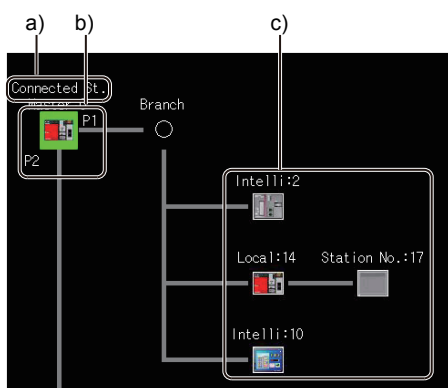 a) b) c)
Connected St.
Branch
P1
P2
Intelli:2
Local:14 Station No.:17
Intelli:10